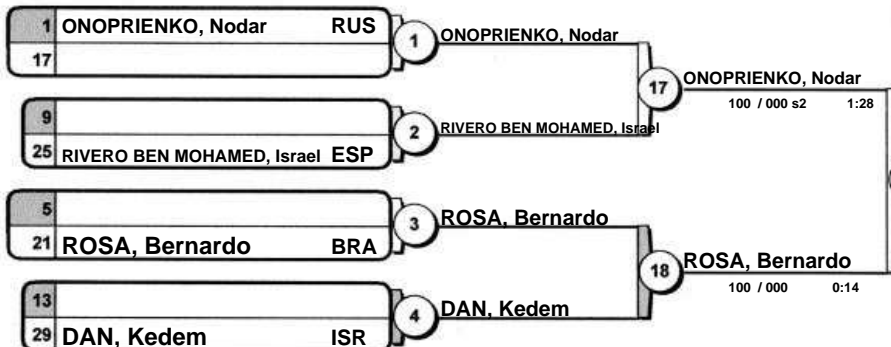 1 ONOPRIENKO, Nodar RUS
17
1
ONOPRIENKO, Nodar
9
25 RIVERO BEN MOHAMED, Israel ESP
2
RIVERO BEN MOHAMED, Israel
17
ONOPRIENKO, Nodar
100 / 000 s2 1:28
5
21 ROSA, Bernardo BRA
3
ROSA, Bernardo
13
29 DAN, Kedem ISR
4
DAN, Kedem
18
ROSA, Bernardo
100 / 000 0:14